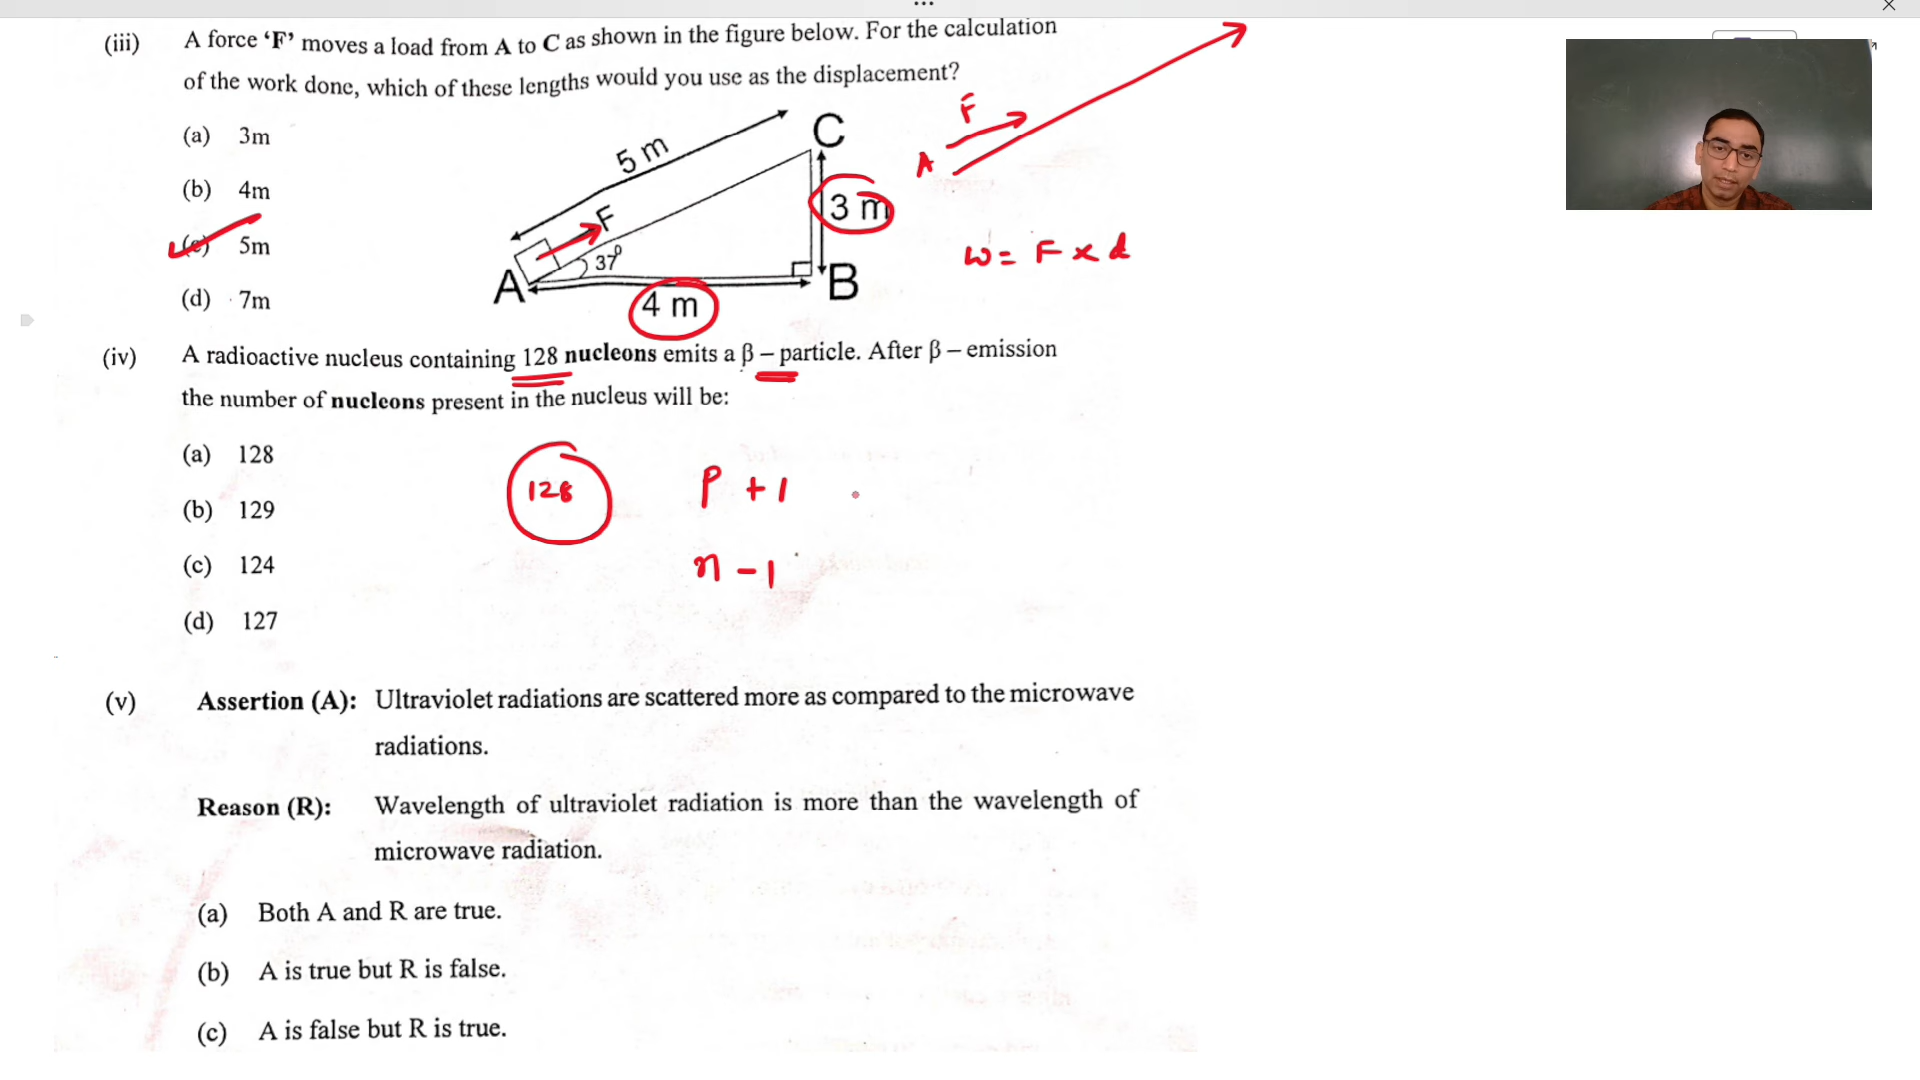 (iii) A force ‘F’ moves a load from A to C as shown in the figure below. For the calculation
of the work done, which of these lengths would you use as the displacement?
(a) 3m
(b) 4m
(c) 5m
(d) 7m
5 m
C
F
3 m
37⁰
A
B
4 m
F
A
W = F × d
(iv) A radioactive nucleus containing 128 nucleons emits a β – particle. After β – emission
the number of nucleons present in the nucleus will be:
(a) 128
(b) 129
(c) 124
(d) 127
128
P + 1
n - 1
(v) Assertion (A): Ultraviolet radiations are scattered more as compared to the microwave
radiations.
Reason (R): Wavelength of ultraviolet radiation is more than the wavelength of
microwave radiation.
(a) Both A and R are true.
(b) A is true but R is false.
(c) A is false but R is true.